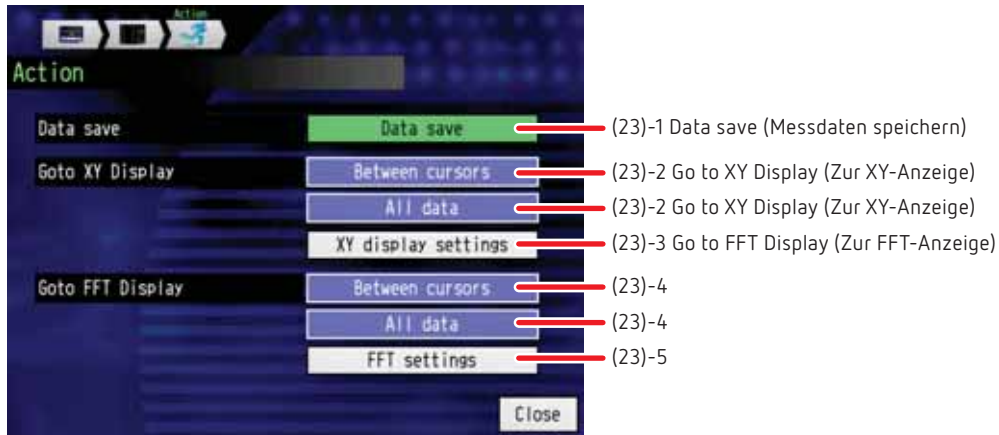 Action
Action
Data save Data save (23)-1 Data save (Messdaten speichern)
Goto XY Display Between cursors (23)-2 Go to XY Display (Zur XY-Anzeige)
All data (23)-2 Go to XY Display (Zur XY-Anzeige)
XY display settings (23)-3 Go to FFT Display (Zur FFT-Anzeige)
Goto FFT Display Between cursors (23)-4
All data (23)-4
FFT settings (23)-5
Close